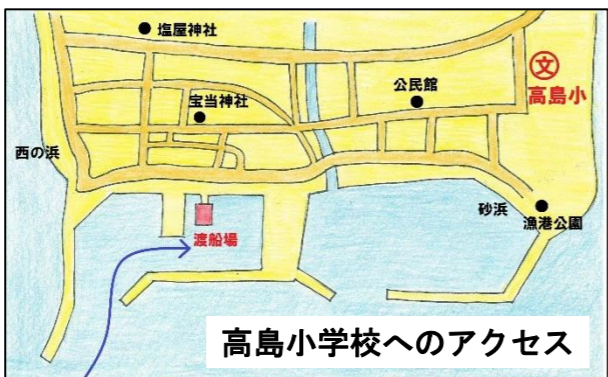 塩屋神社
文
高島小
公民館
宝当神社
西の浜
砂浜
漁港公園
渡船場
高島小学校へのアクセス